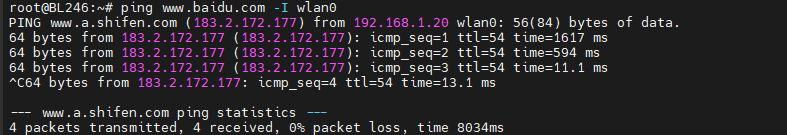 root@BL246:~# ping www.baidu.com -I wlan0
PING www.a.shifen.com (183.2.172.177) from 192.168.1.20 wlan0: 56(84) bytes of data.
64 bytes from 183.2.172.177 (183.2.172.177): icmp_seq=1 ttl=54 time=1617 ms
64 bytes from 183.2.172.177 (183.2.172.177): icmp_seq=2 ttl=54 time=594 ms
64 bytes from 183.2.172.177 (183.2.172.177): icmp_seq=3 ttl=54 time=11.1 ms
^C64 bytes from 183.2.172.177: icmp_seq=4 ttl=54 time=13.1 ms
--- www.a.shifen.com ping statistics ---
4 packets transmitted, 4 received, 0% packet loss, time 8034ms